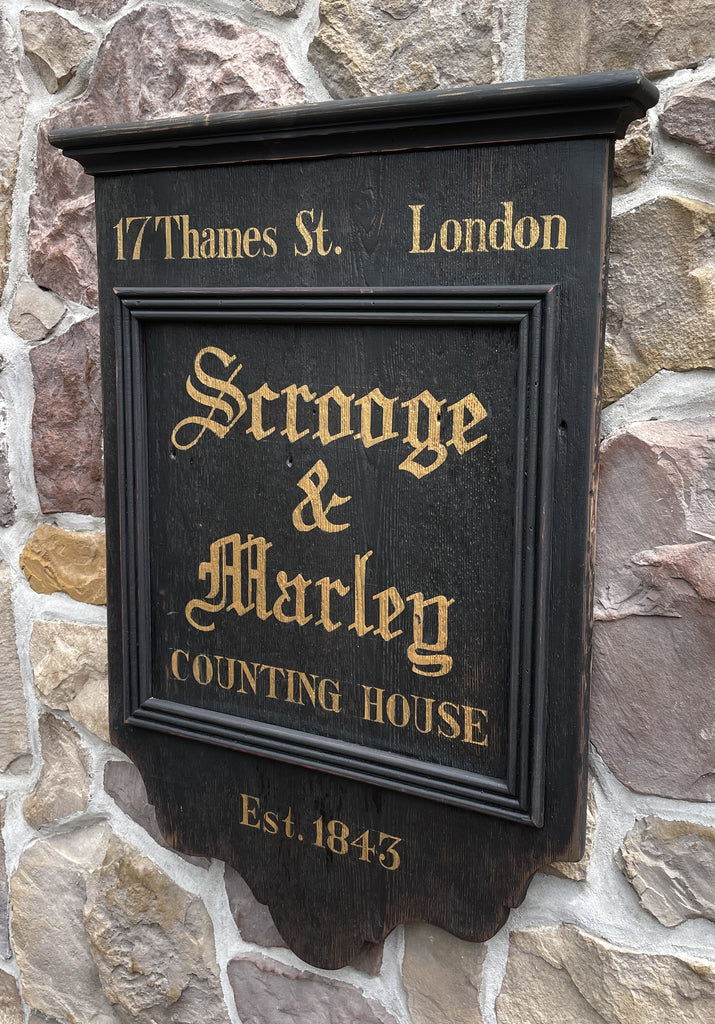 17 Thames St. London
Scrooge
&
Marley
COUNTING HOUSE
Est. 1843